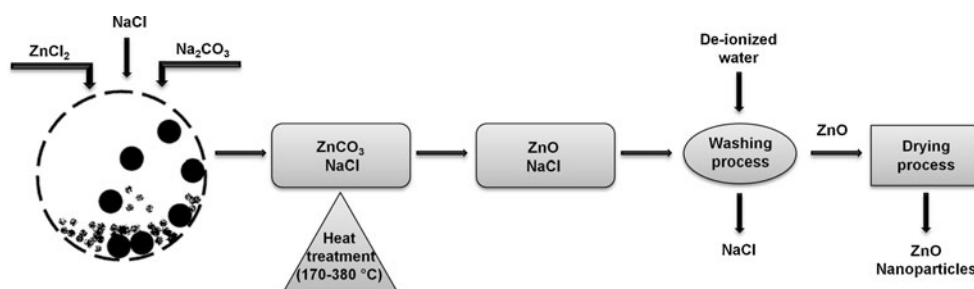 NaCl
ZnCl₂
Na₂CO₃
ZnCO₃
NaCl
Heat
treatment
(170-380 °C)
ZnO
NaCl
De-ionized
water
Washing
process
NaCl
ZnO
Drying
process
ZnO
Nanoparticles